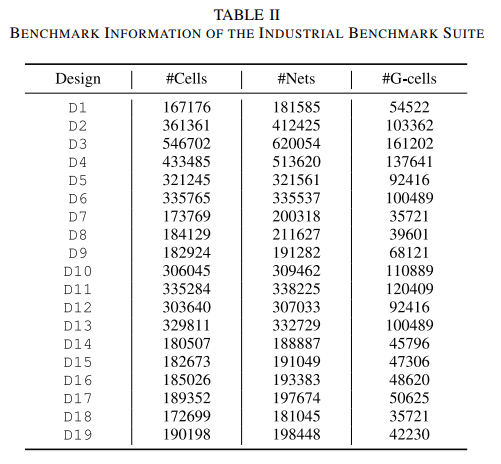 TABLE II
BENCHMARK INFORMATION OF THE INDUSTRIAL BENCHMARK SUITE
Design #Cells #Nets #G-cells
D1 167176 181585 54522
D2 361361 412425 103362
D3 546702 620054 161202
D4 433485 513620 137641
D5 321245 321561 92416
D6 335765 335537 100489
D7 173769 200318 35721
D8 184129 211627 39601
D9 182924 191282 68121
D10 306045 309462 110889
D11 335284 338225 120409
D12 303640 307033 92416
D13 329811 332729 100489
D14 180507 188887 45796
D15 182673 191049 47306
D16 185026 193383 48620
D17 189352 197674 50625
D18 172699 181045 35721
D19 190198 198448 42230